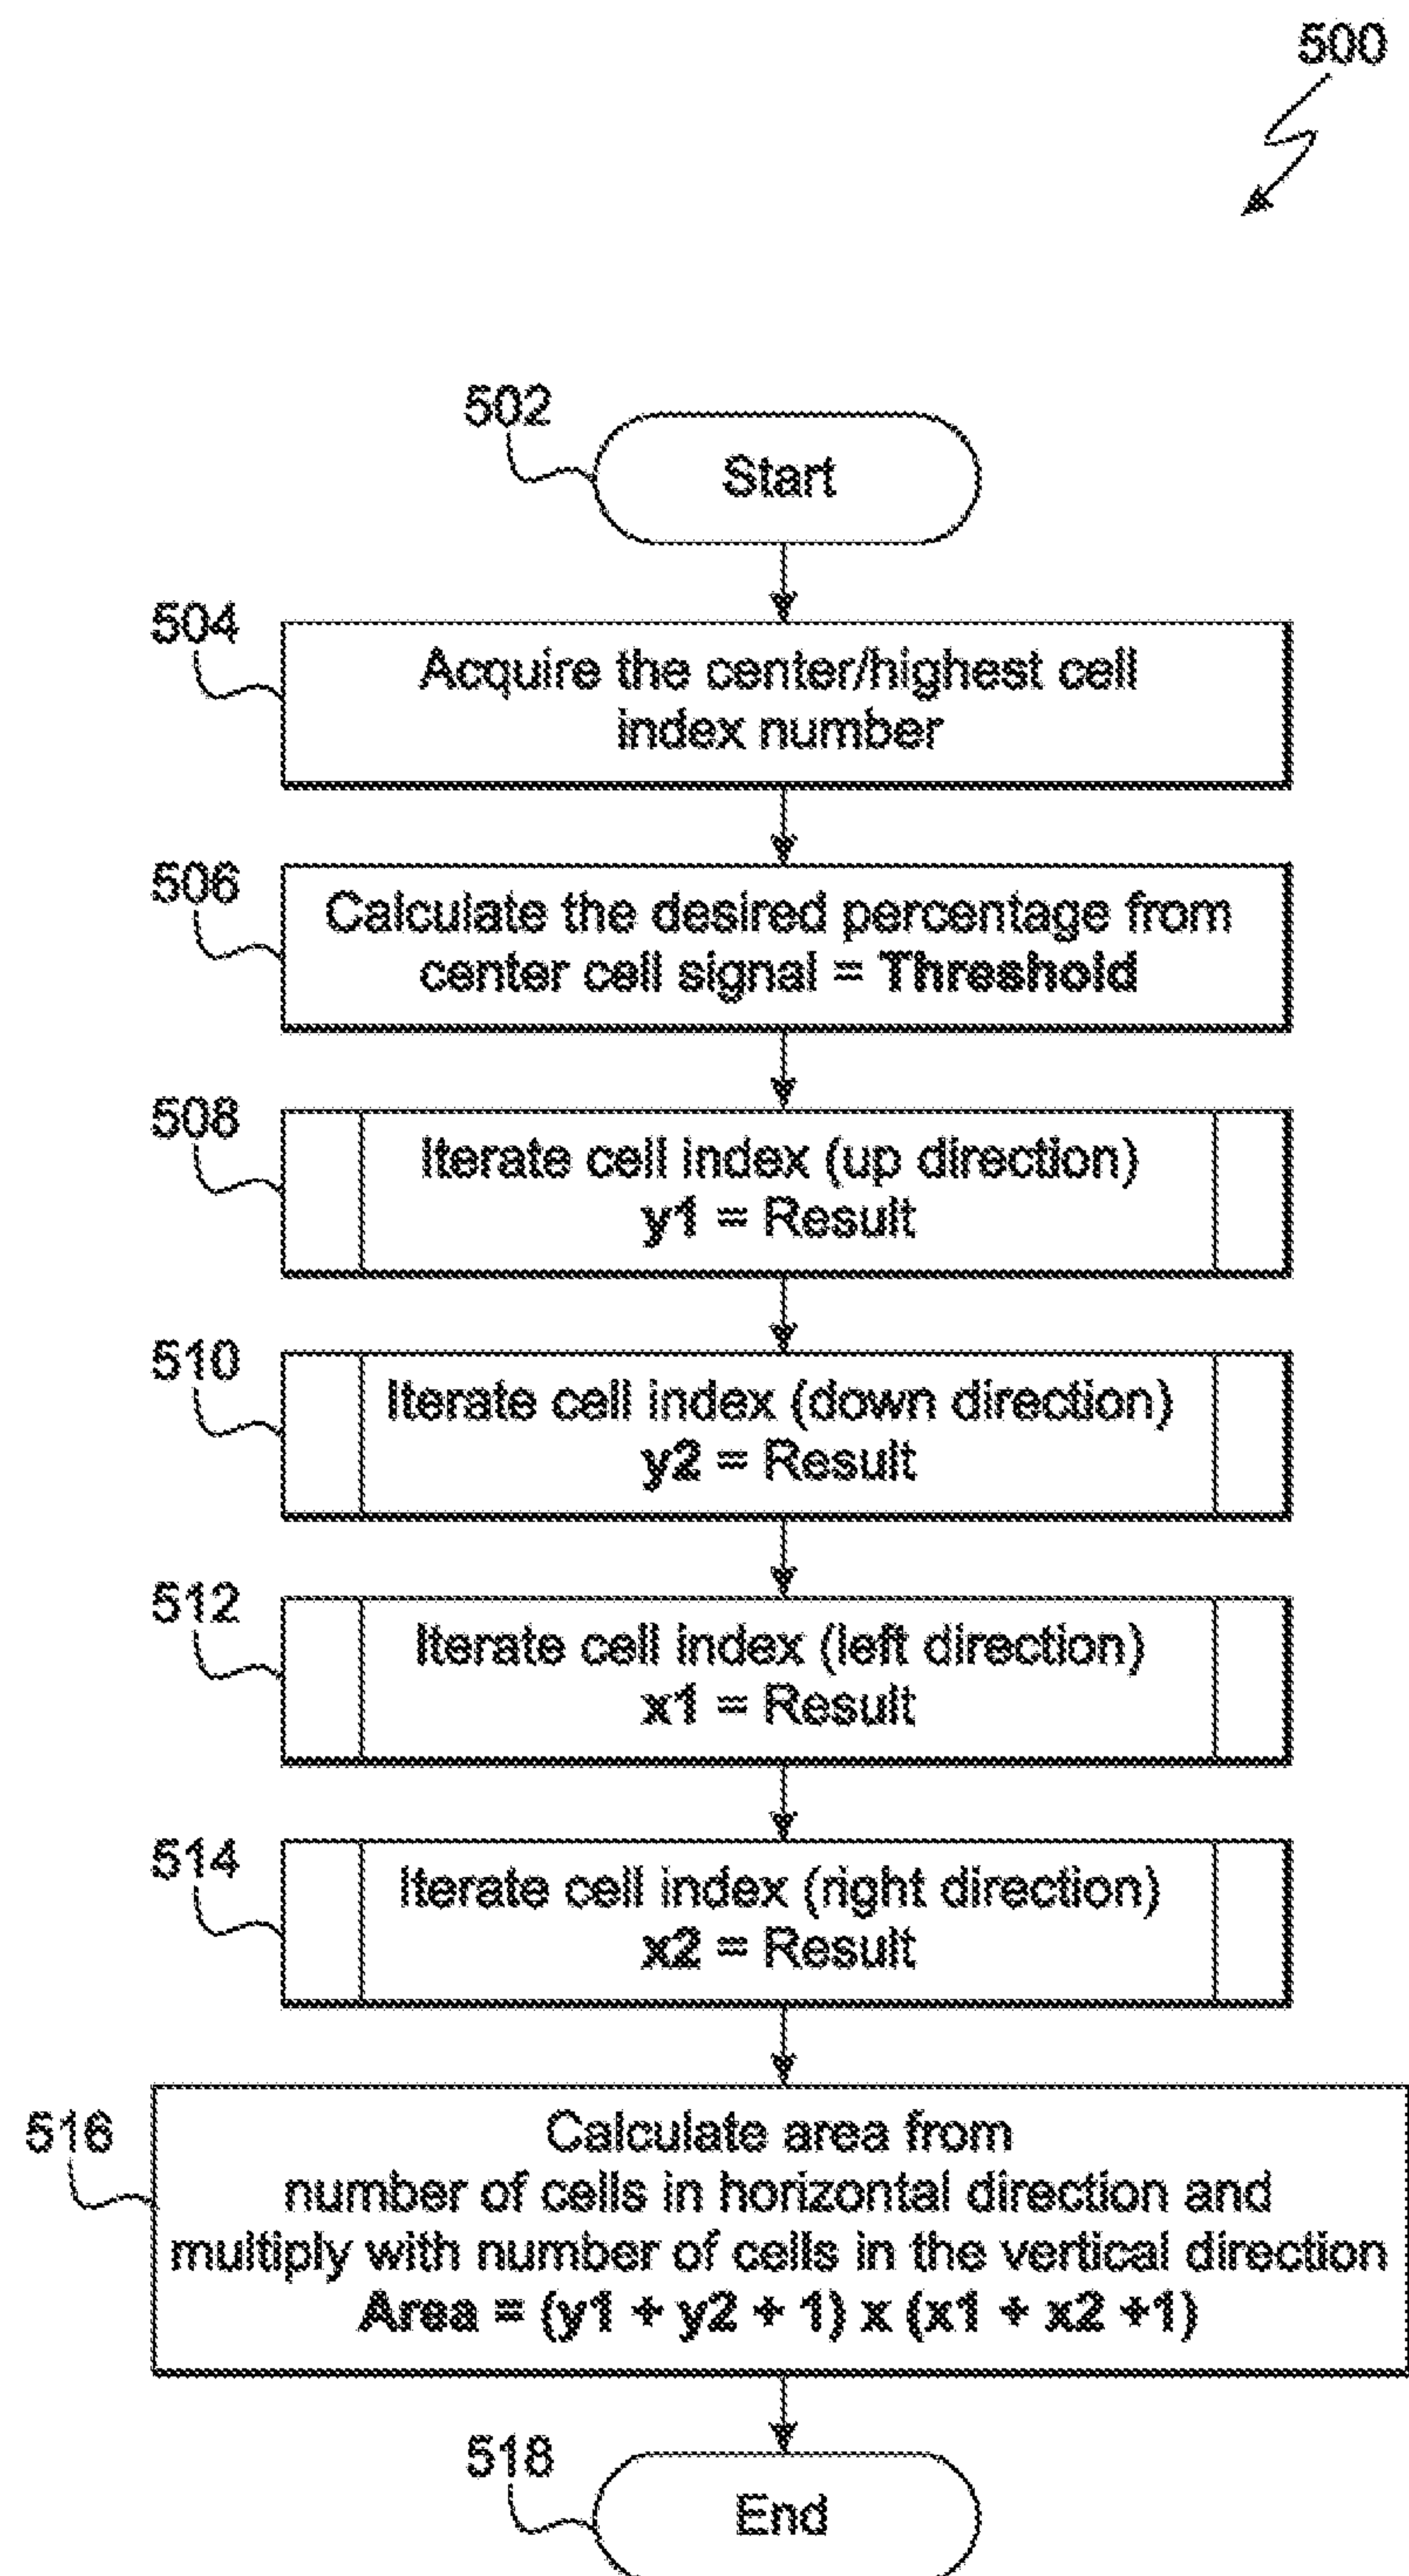 500
502
Start
504
Acquire the center/highest cell
index number
506
Calculate the desired percentage from
center cell signal = Threshold
508
Iterate cell index (up direction)
y1 = Result
510
Iterate cell index (down direction)
y2 = Result
512
Iterate cell index (left direction)
x1 = Result
514
Iterate cell index (right direction)
x2 = Result
516
Calculate area from
number of cells in horizontal direction and
multiply with number of cells in the vertical direction
Area = (y1 + y2 + 1) x (x1 + x2 +1)
518
End